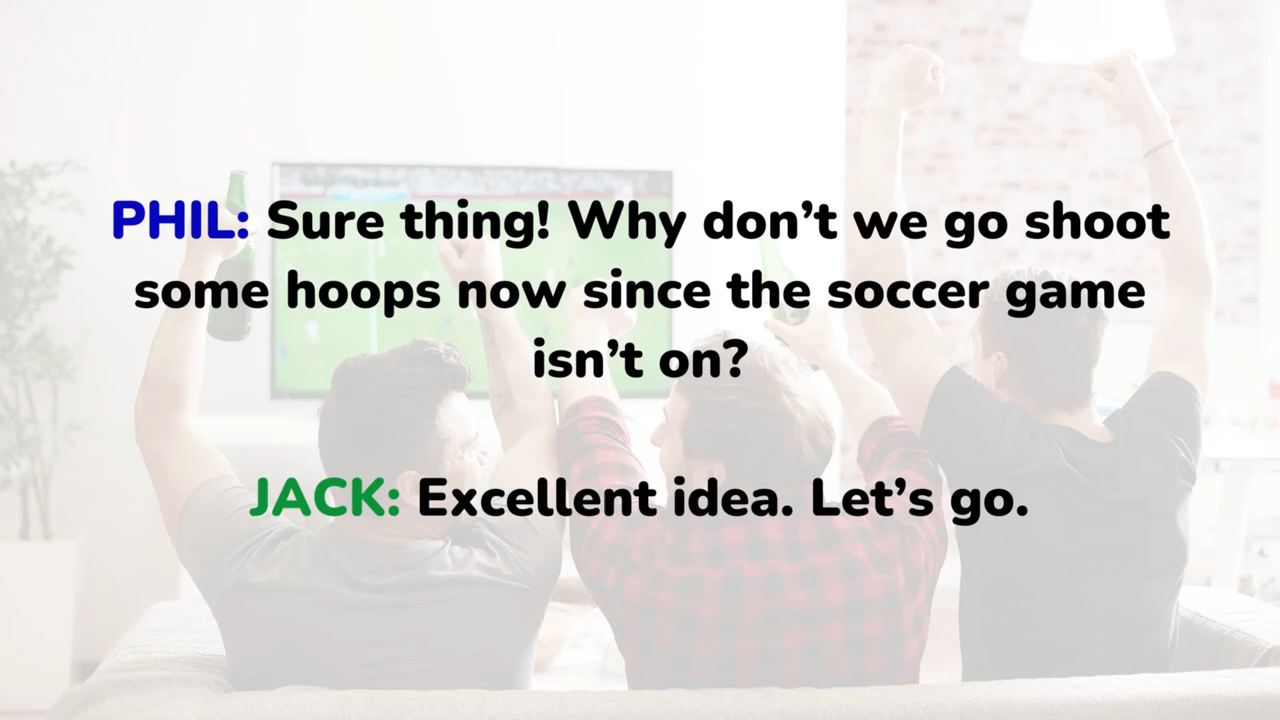 PHIL: Sure thing! Why don’t we go shoot
some hoops now since the soccer game
isn’t on?
JACK: Excellent idea. Let’s go.